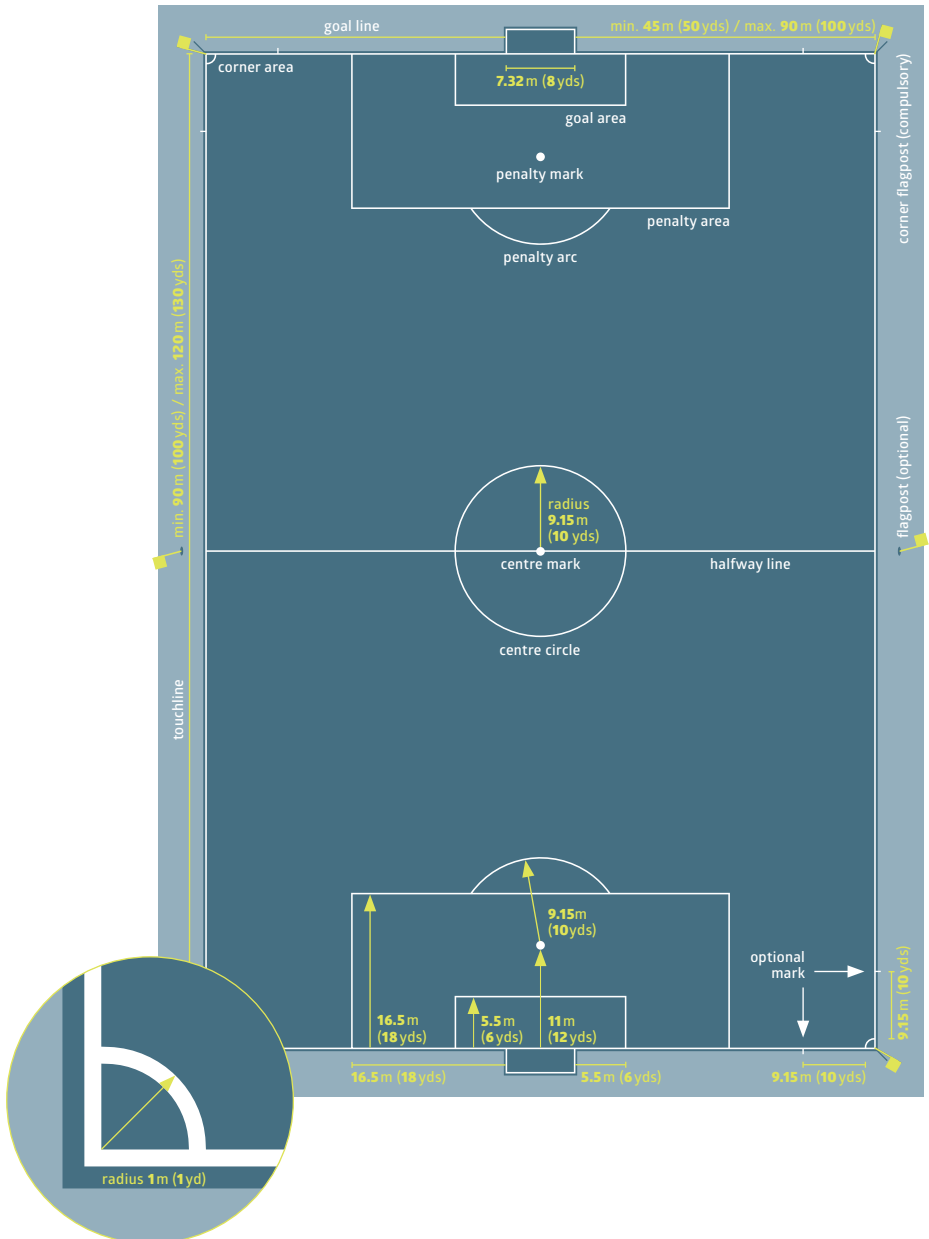 goal line
min. 45 m (50 yds) / max. 90 m (100 yds)
corner area
7.32 m (8 yds)
goal area
penalty mark
penalty area
penalty arc
corner flagpost (compulsory)
min. 90 m (100 yds) / max. 120 m (130 yds)
flagpost (optional)
radius
9.15 m
(10 yds)
centre mark
halfway line
centre circle
touchline
9.15m
(10yds)
optional
mark
9.15 m (10 yds)
16.5 m
(18 yds)
5.5 m
(6 yds)
11 m
(12 yds)
16.5 m (18 yds)
5.5 m (6 yds)
9.15 m (10 yds)
radius 1 m (1 yd)